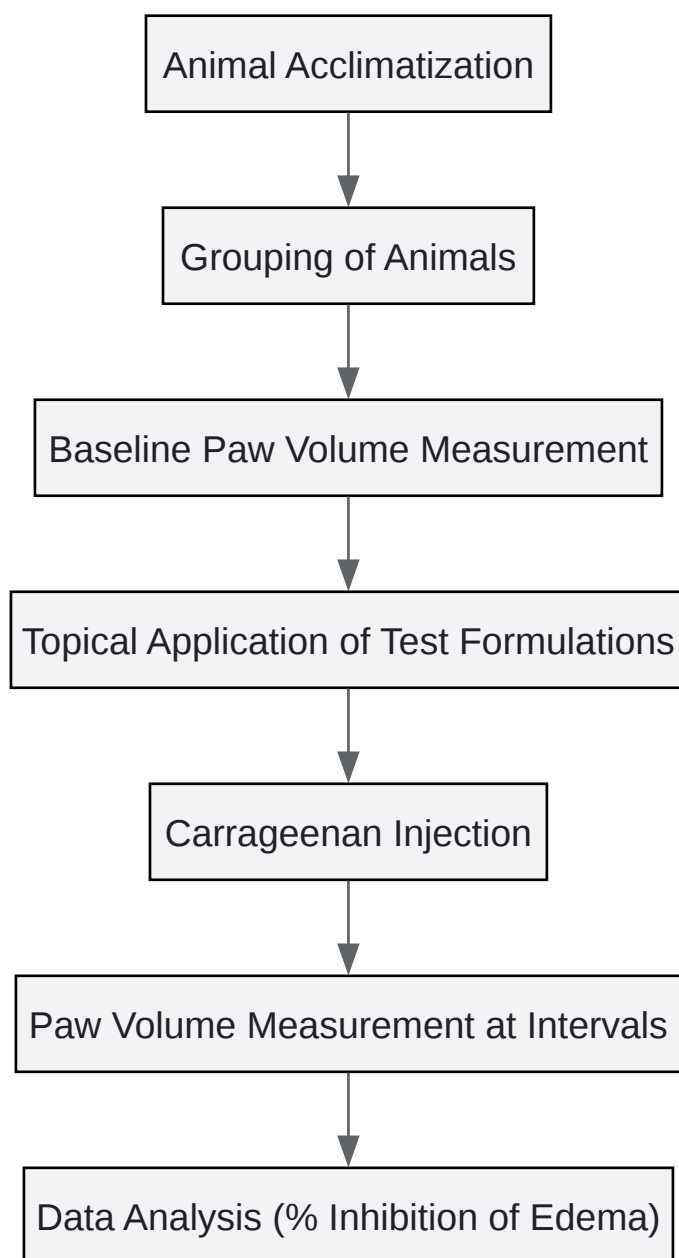 Animal Acclimatization
Grouping of Animals
Baseline Paw Volume Measurement
Topical Application of Test Formulations
Carrageenan Injection
Paw Volume Measurement at Intervals
Data Analysis (% Inhibition of Edema)